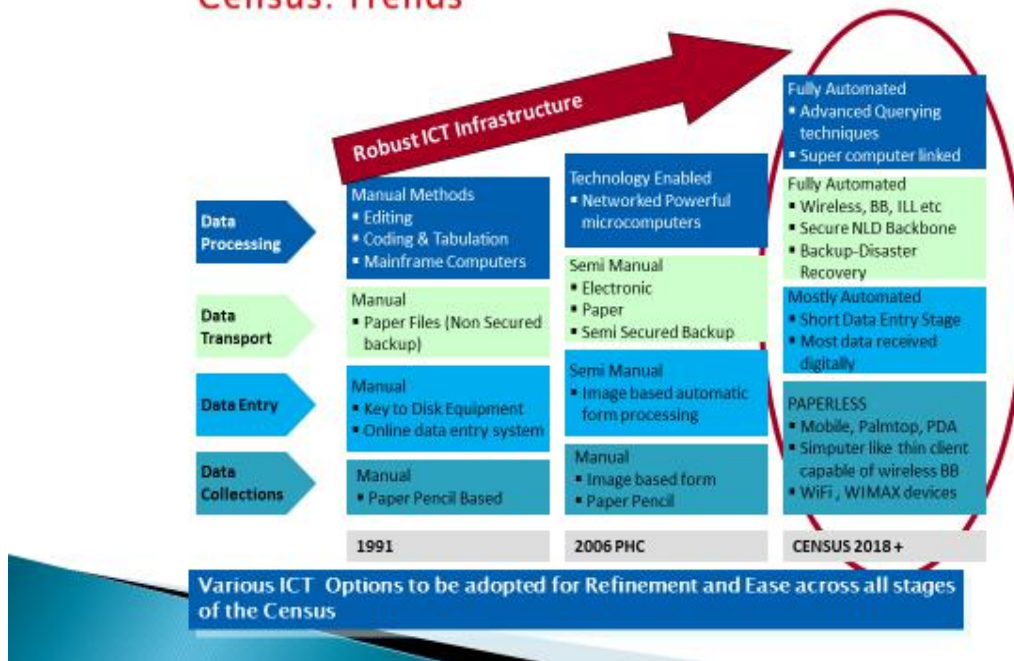 Census: Trends
Robust ICT Infrastructure
Data
Processing
Manual Methods
▪ Editing
▪ Coding & Tabulation
▪ Mainframe Computers
Technology Enabled
▪ Networked Powerful
microcomputers
Fully Automated
▪ Advanced Querying
techniques
▪ Super computer linked
Data
Transport
Manual
▪ Paper Files (Non Secured
backup)
Semi Manual
▪ Electronic
▪ Paper
▪ Semi Secured Backup
Fully Automated
▪ Wireless, BB, ILL etc
▪ Secure NLD Backbone
▪ Backup-Disaster
Recovery
Data Entry
Manual
▪ Key to Disk Equipment
▪ Online data entry system
Semi Manual
▪ Image based automatic
form processing
Mostly Automated
▪ Short Data Entry Stage
▪ Most data received
digitally
Data
Collections
Manual
▪ Paper Pencil Based
Manual
▪ Image based form
▪ Paper Pencil
PAPERLESS
▪ Mobile, Palmtop, PDA
▪ Simputer like thin client
capable of wireless BB
▪ WiFi , WIMAX devices
1991
2006 PHC
CENSUS 2018 +
Various ICT Options to be adopted for Refinement and Ease across all stages
of the Census